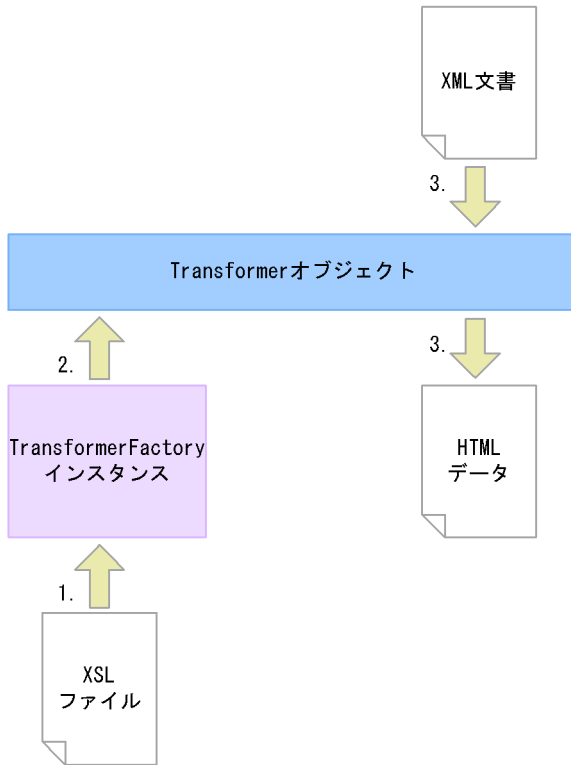 XML文書
3.
Transformerオブジェクト
2.
3.
TransformerFactory
インスタンス
HTML
データ
1.
XSL
ファイル